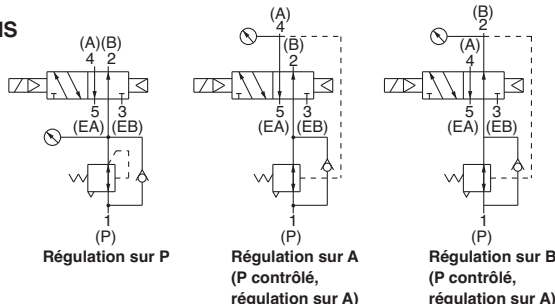 NS
(A)(B)
4 2
5 3
(EA) (EB)
1
(P)
Régulation sur P
(A)
4
(B)
2
5 3
(EA) (EB)
1
(P)
Régulation sur A
(P contrôlé,
régulation sur A)
(B)
2
(A)
4
5 3
(EA) (EB)
1
(P)
Régulation sur B
(P contrôlé,
régulation sur A)